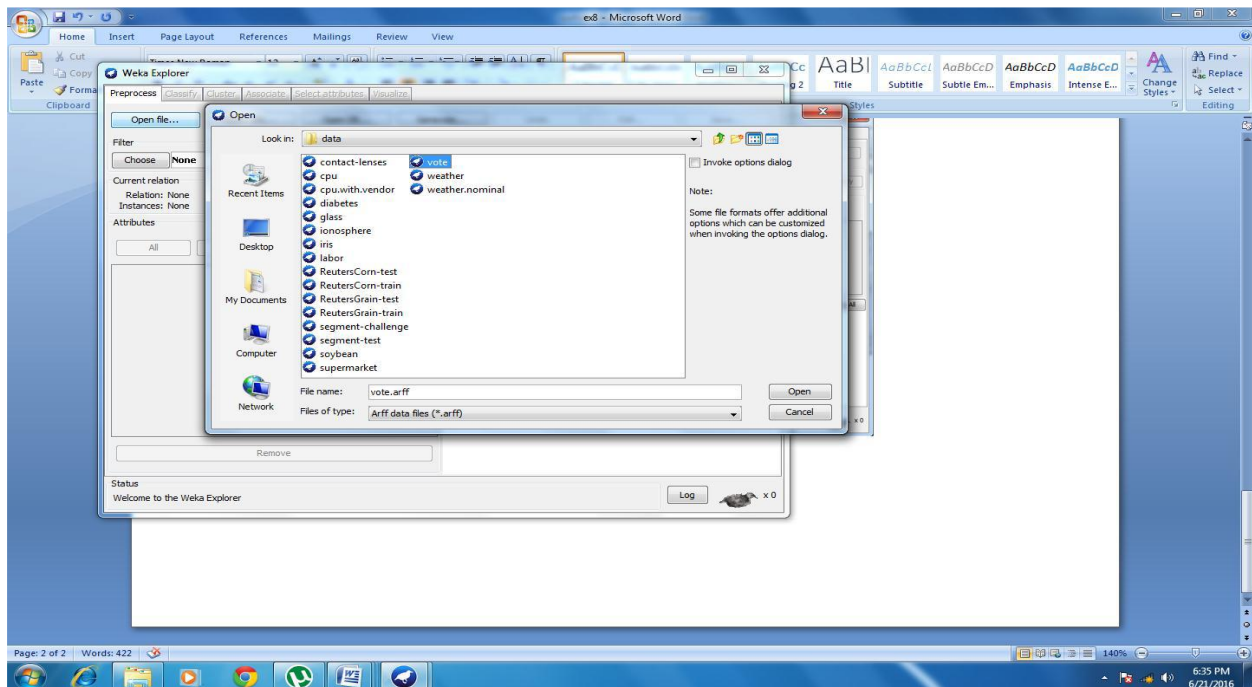 ex8 - Microsoft Word
Home Insert Page Layout References Mailings Review View
Cut
Copy
Forma
Paste
Clipboard
AaBl AaBbCcL AaBbCcD AaBbCcD AaBbCcD
g 2 Title Subtitle Subtle Em... Emphasis Intense E...
Change
Styles
Styles
Find
Replace
Select
Editing
Weka Explorer
Preprocess Classify Cluster Associate Select attributes Visualize
Open file...
Filter
Choose None
Current relation
Relation: None
Instances: None
Attributes
All
Remove
Status
Welcome to the Weka Explorer
Log x 0
Open
Look in: data
Recent Items
Desktop
My Documents
Computer
Network
contact-lenses
cpu
cpu.with.vendor
diabetes
glass
ionosphere
iris
labor
ReutersCorn-test
ReutersCorn-train
ReutersGrain-test
ReutersGrain-train
segment-challenge
segment-test
soybean
supermarket
vote
weather
weather.nominal
Invoke options dialog
Note:
Some file formats offer additional
options which can be customized
when invoking the options dialog.
File name: vote.arff
Files of type: Arff data files (*.arff)
Open
Cancel
x 0
Page: 2 of 2 Words: 422
140%
6:35 PM
6/21/2016